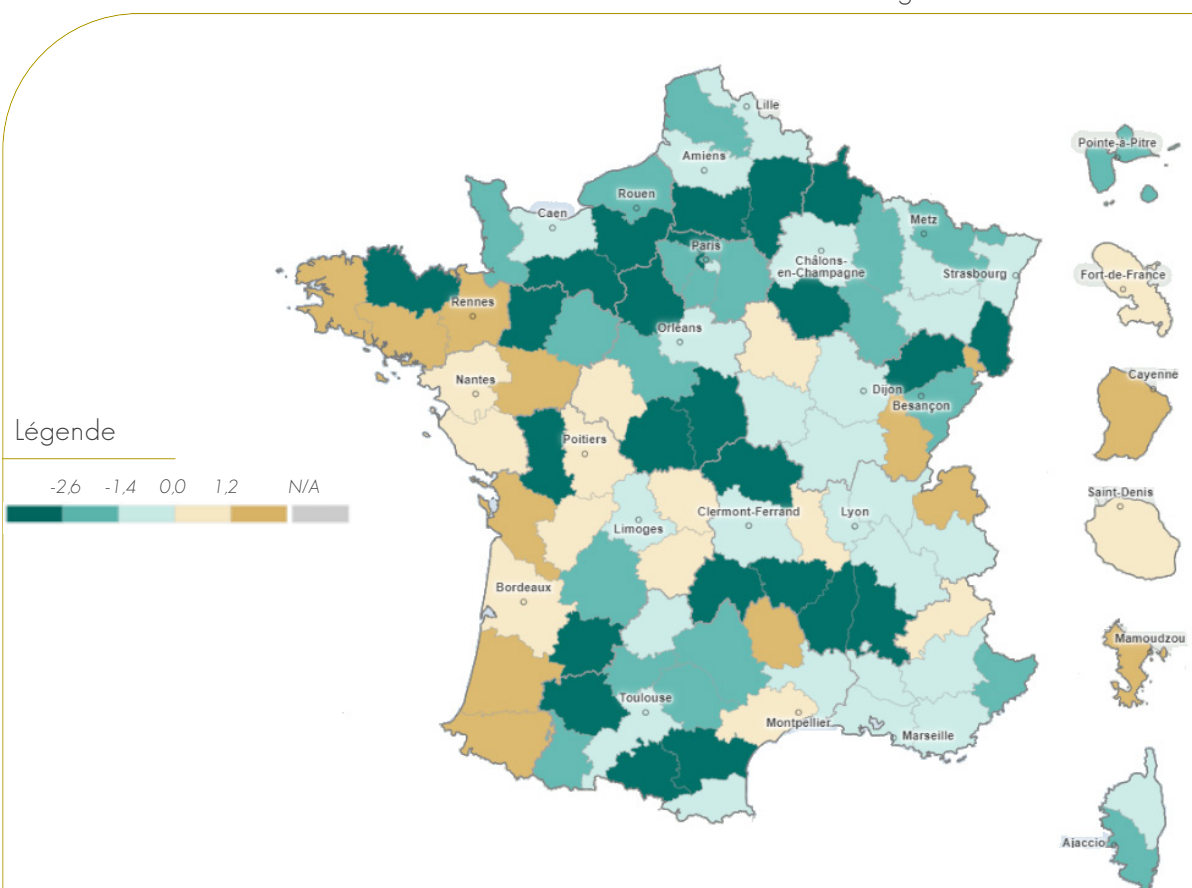 Lille
Pointe-à-Pitre
Amiens
Rouen
Caen
Metz
Paris
Châlons-
en-Champagne
Strasbourg
Fort-de-France
Rennes
Orléans
Nantes
Dijon
Besançon
Cayenne
Légende
Poitiers
-2,6 -1,4 0,0 1,2 N/A
Saint-Denis
Clermont-Ferrand
Lyon
Limoges
Bordeaux
Mamoudzou
Toulouse
Montpellier
Marseille
Ajaccio